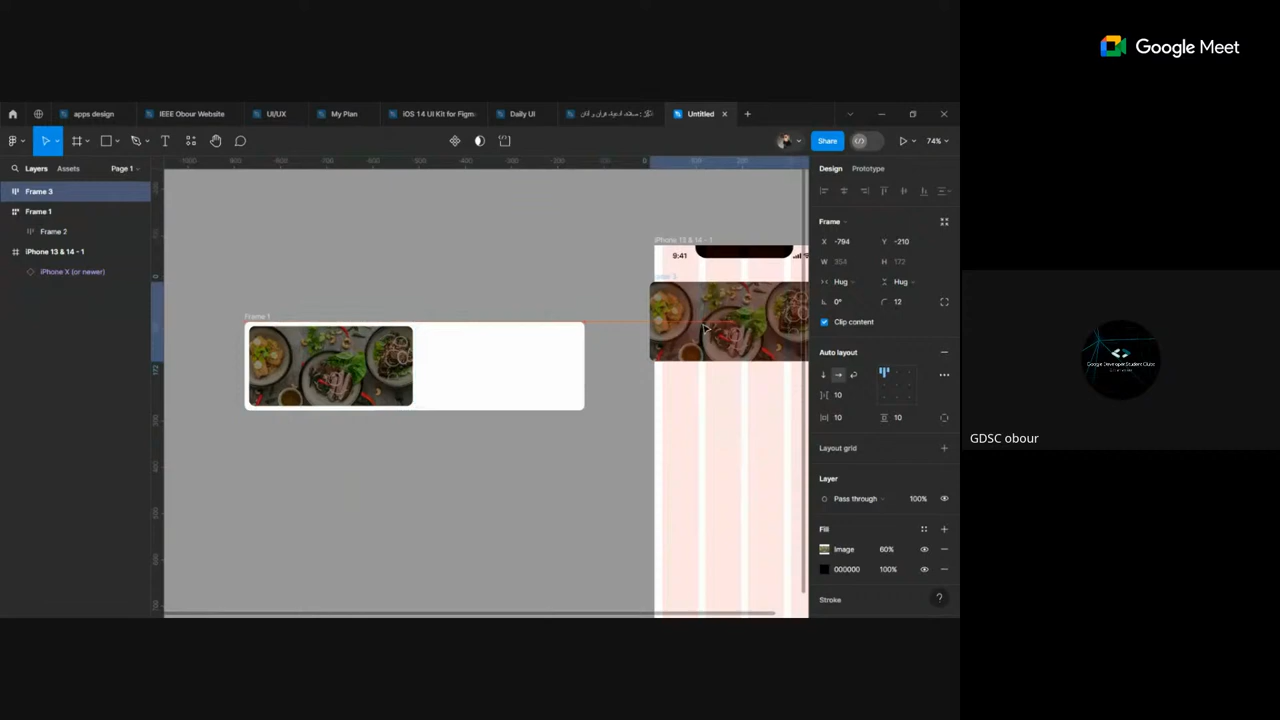 Google Meet
apps design
IEEE Obour Website
UI/UX
My Plan
iOS 14 UI Kit for Figm
Daily UI
Untitled
Share
74%
Layers
Assets
Page 1
Frame 3
Frame 1
Frame 2
iPhone 13 & 14 - 1
iPhone X (or newer)
Frame 1
iPhone 13 & 14 - 1
9:41
Design
Prototype
Frame
X -794
Y -210
W 354
H 172
Hug
Hug
0°
12
Clip content
Auto layout
10
10
10
Layout grid
Layer
Pass through
100%
Fill
Image
60%
000000
100%
Stroke
?
Google Developer Student Clubs
GDSC obour